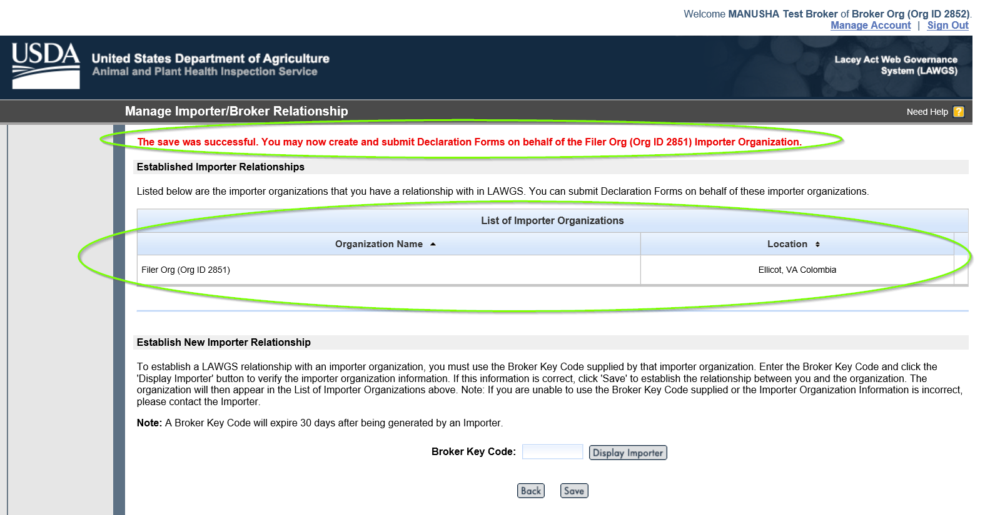 Welcome MANUSHA Test Broker of Broker Org (Org ID 2852).
Manage Account | Sign Out
USDA
United States Department of Agriculture
Animal and Plant Health Inspection Service
Lacey Act Web Governance
System (LAWGS)
Manage Importer/Broker Relationship
Need Help ?
The save was successful. You may now create and submit Declaration Forms on behalf of the Filer Org (Org ID 2851) Importer Organization.
Established Importer Relationships
Listed below are the importer organizations that you have a relationship with in LAWGS. You can submit Declaration Forms on behalf of these importer organizations.
List of Importer Organizations
Organization Name Location
Filer Org (Org ID 2851) Ellicot, VA Colombia
Establish New Importer Relationship
To establish a LAWGS relationship with an importer organization, you must use the Broker Key Code supplied by that importer organization. Enter the Broker Key Code and click the
'Display Importer' button to verify the importer organization information. If this information is correct, click 'Save' to establish the relationship between you and the organization. The
organization will then appear in the List of Importer Organizations above. Note: If you are unable to use the Broker Key Code supplied or the Importer Organization Information is incorrect,
please contact the Importer.
Note: A Broker Key Code will expire 30 days after being generated by an Importer.
Broker Key Code: Display Importer
Back Save